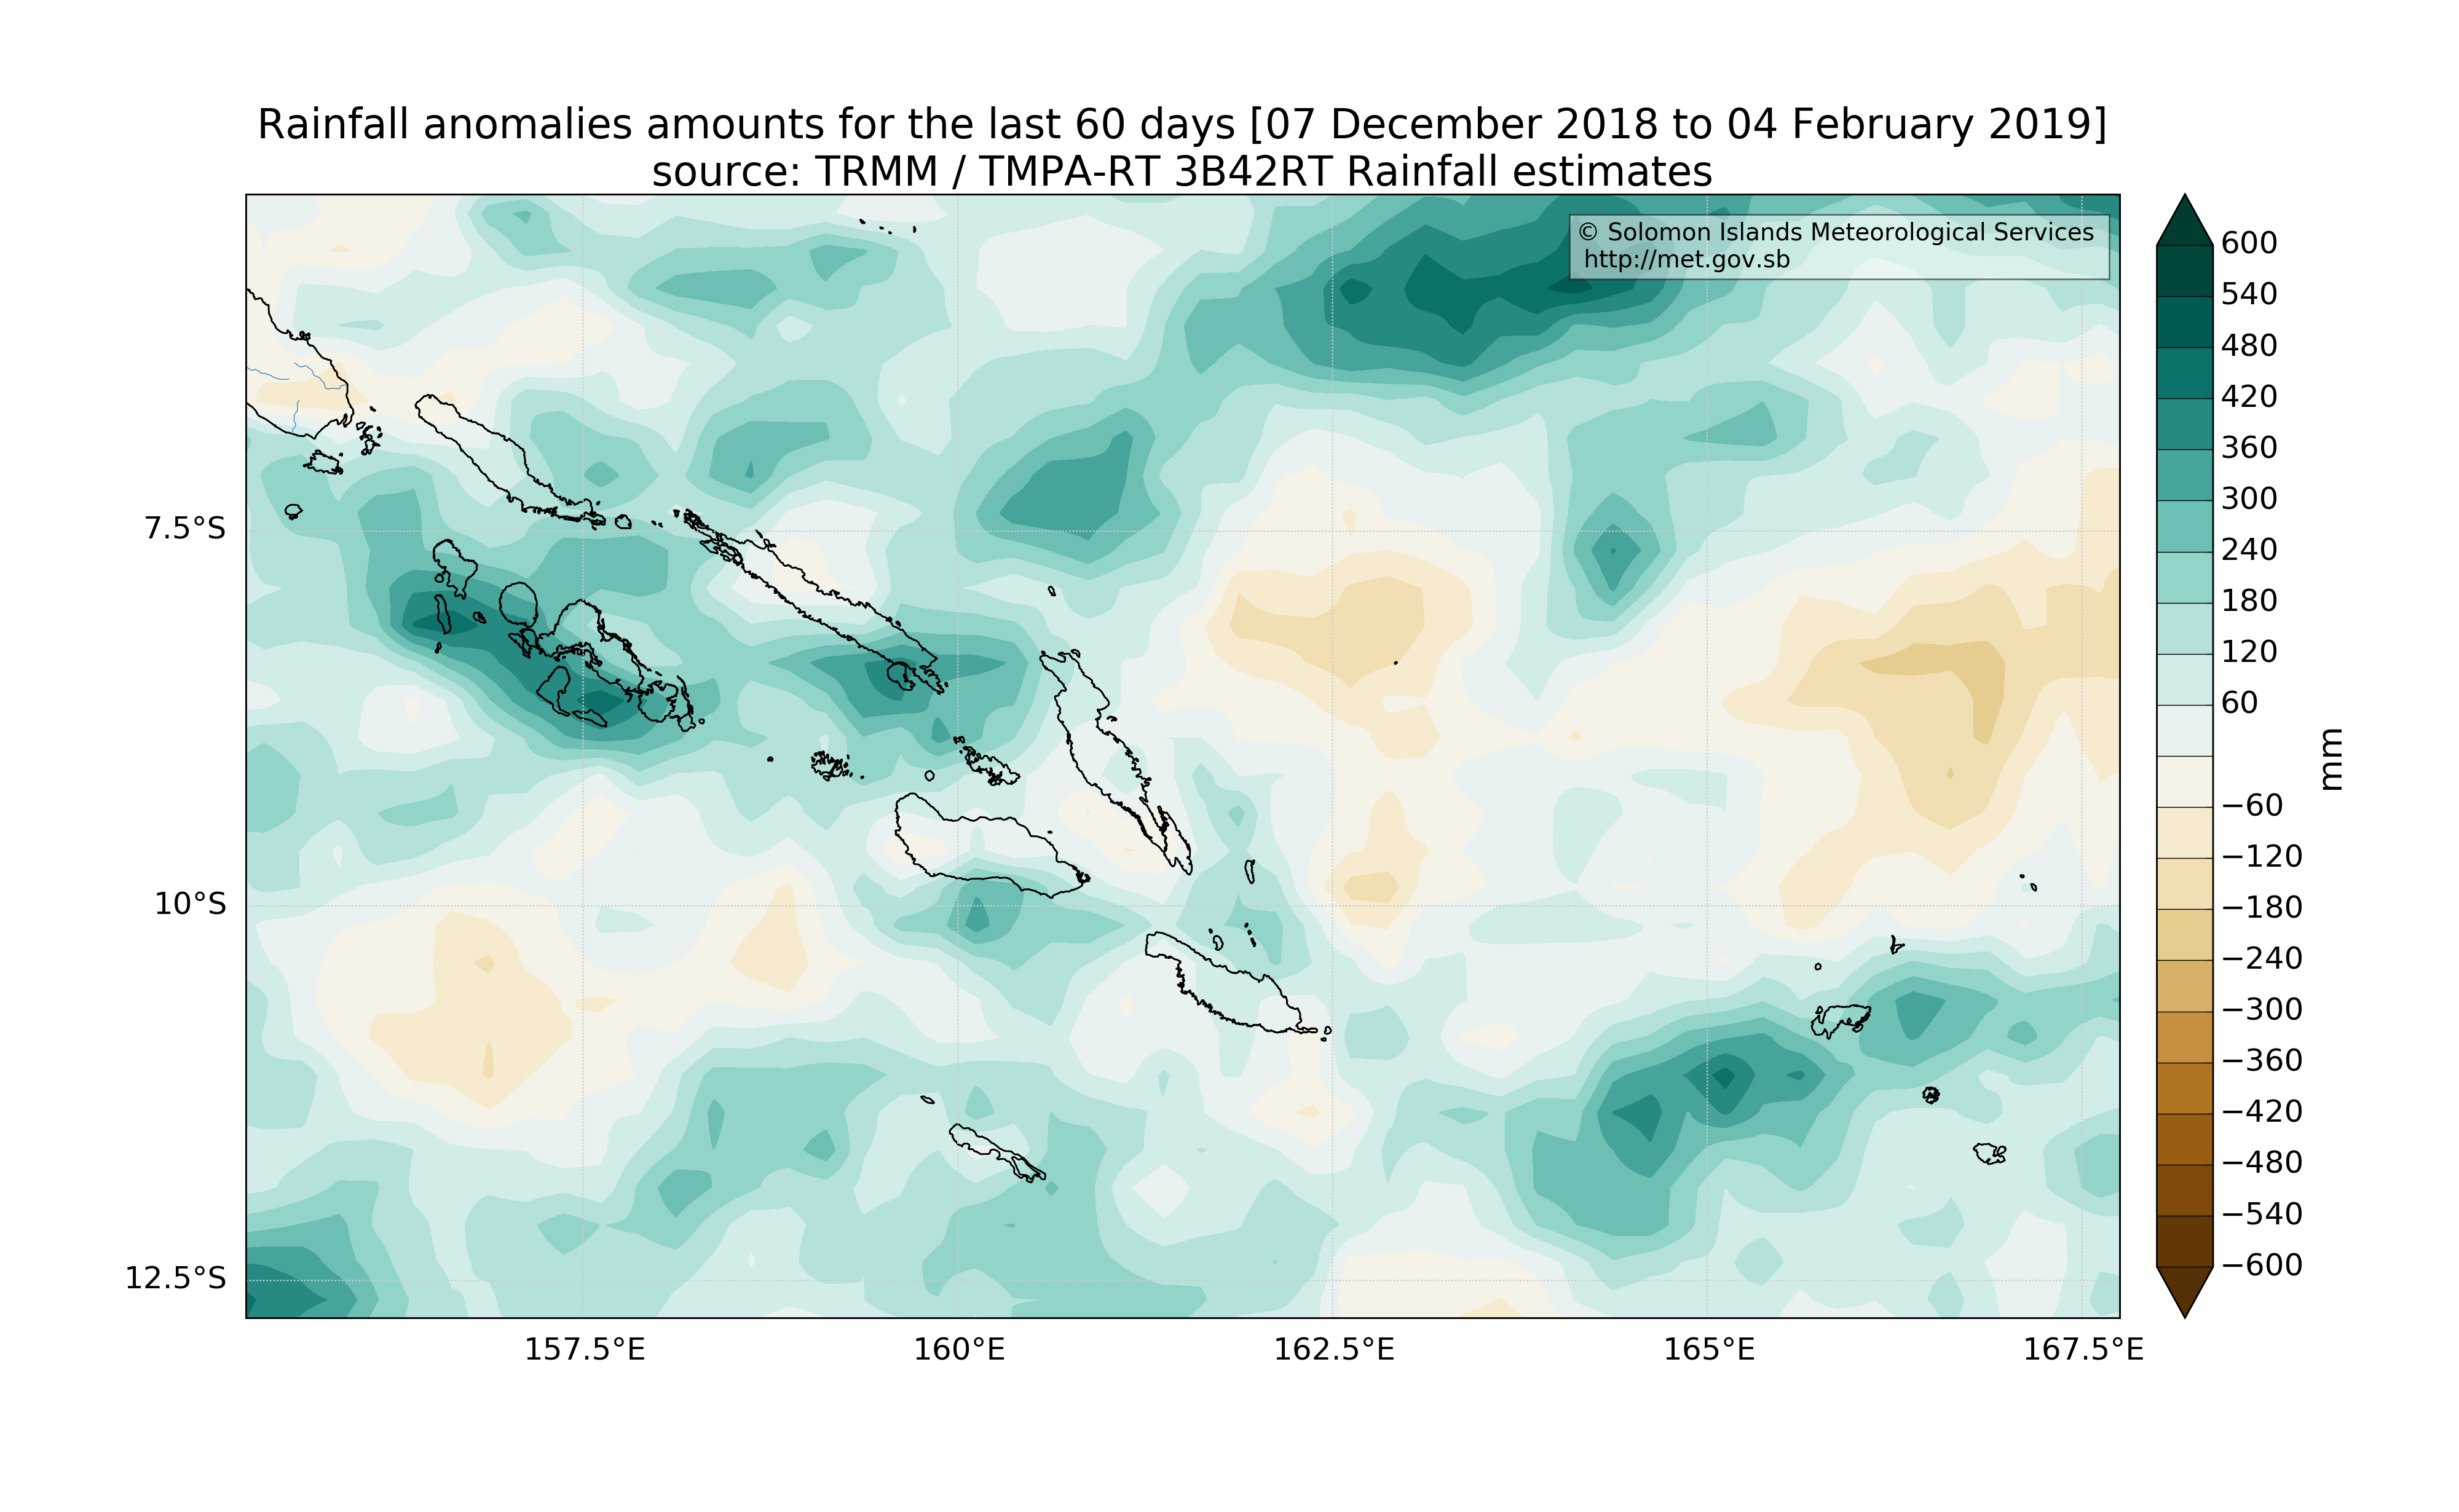 Rainfall anomalies amounts for the last 60 days [07 December 2018 to 04 February 2019]
source: TRMM / TMPA-RT 3B42RT Rainfall estimates
© Solomon Islands Meteorological Services
http://met.gov.sb
7.5°S
10°S
12.5°S
157.5°E
160°E
162.5°E
165°E
167.5°E
600
540
480
420
360
300
240
180
120
60
−60
−120
−180
−240
−300
−360
−420
−480
−540
−600
mm